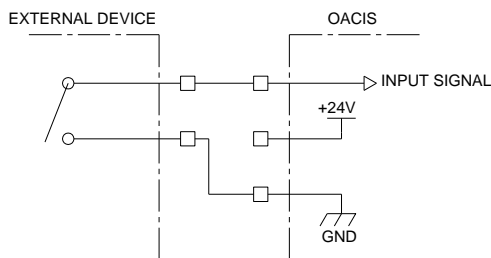 EXTERNAL DEVICE
OACIS
INPUT SIGNAL
+24V
GND